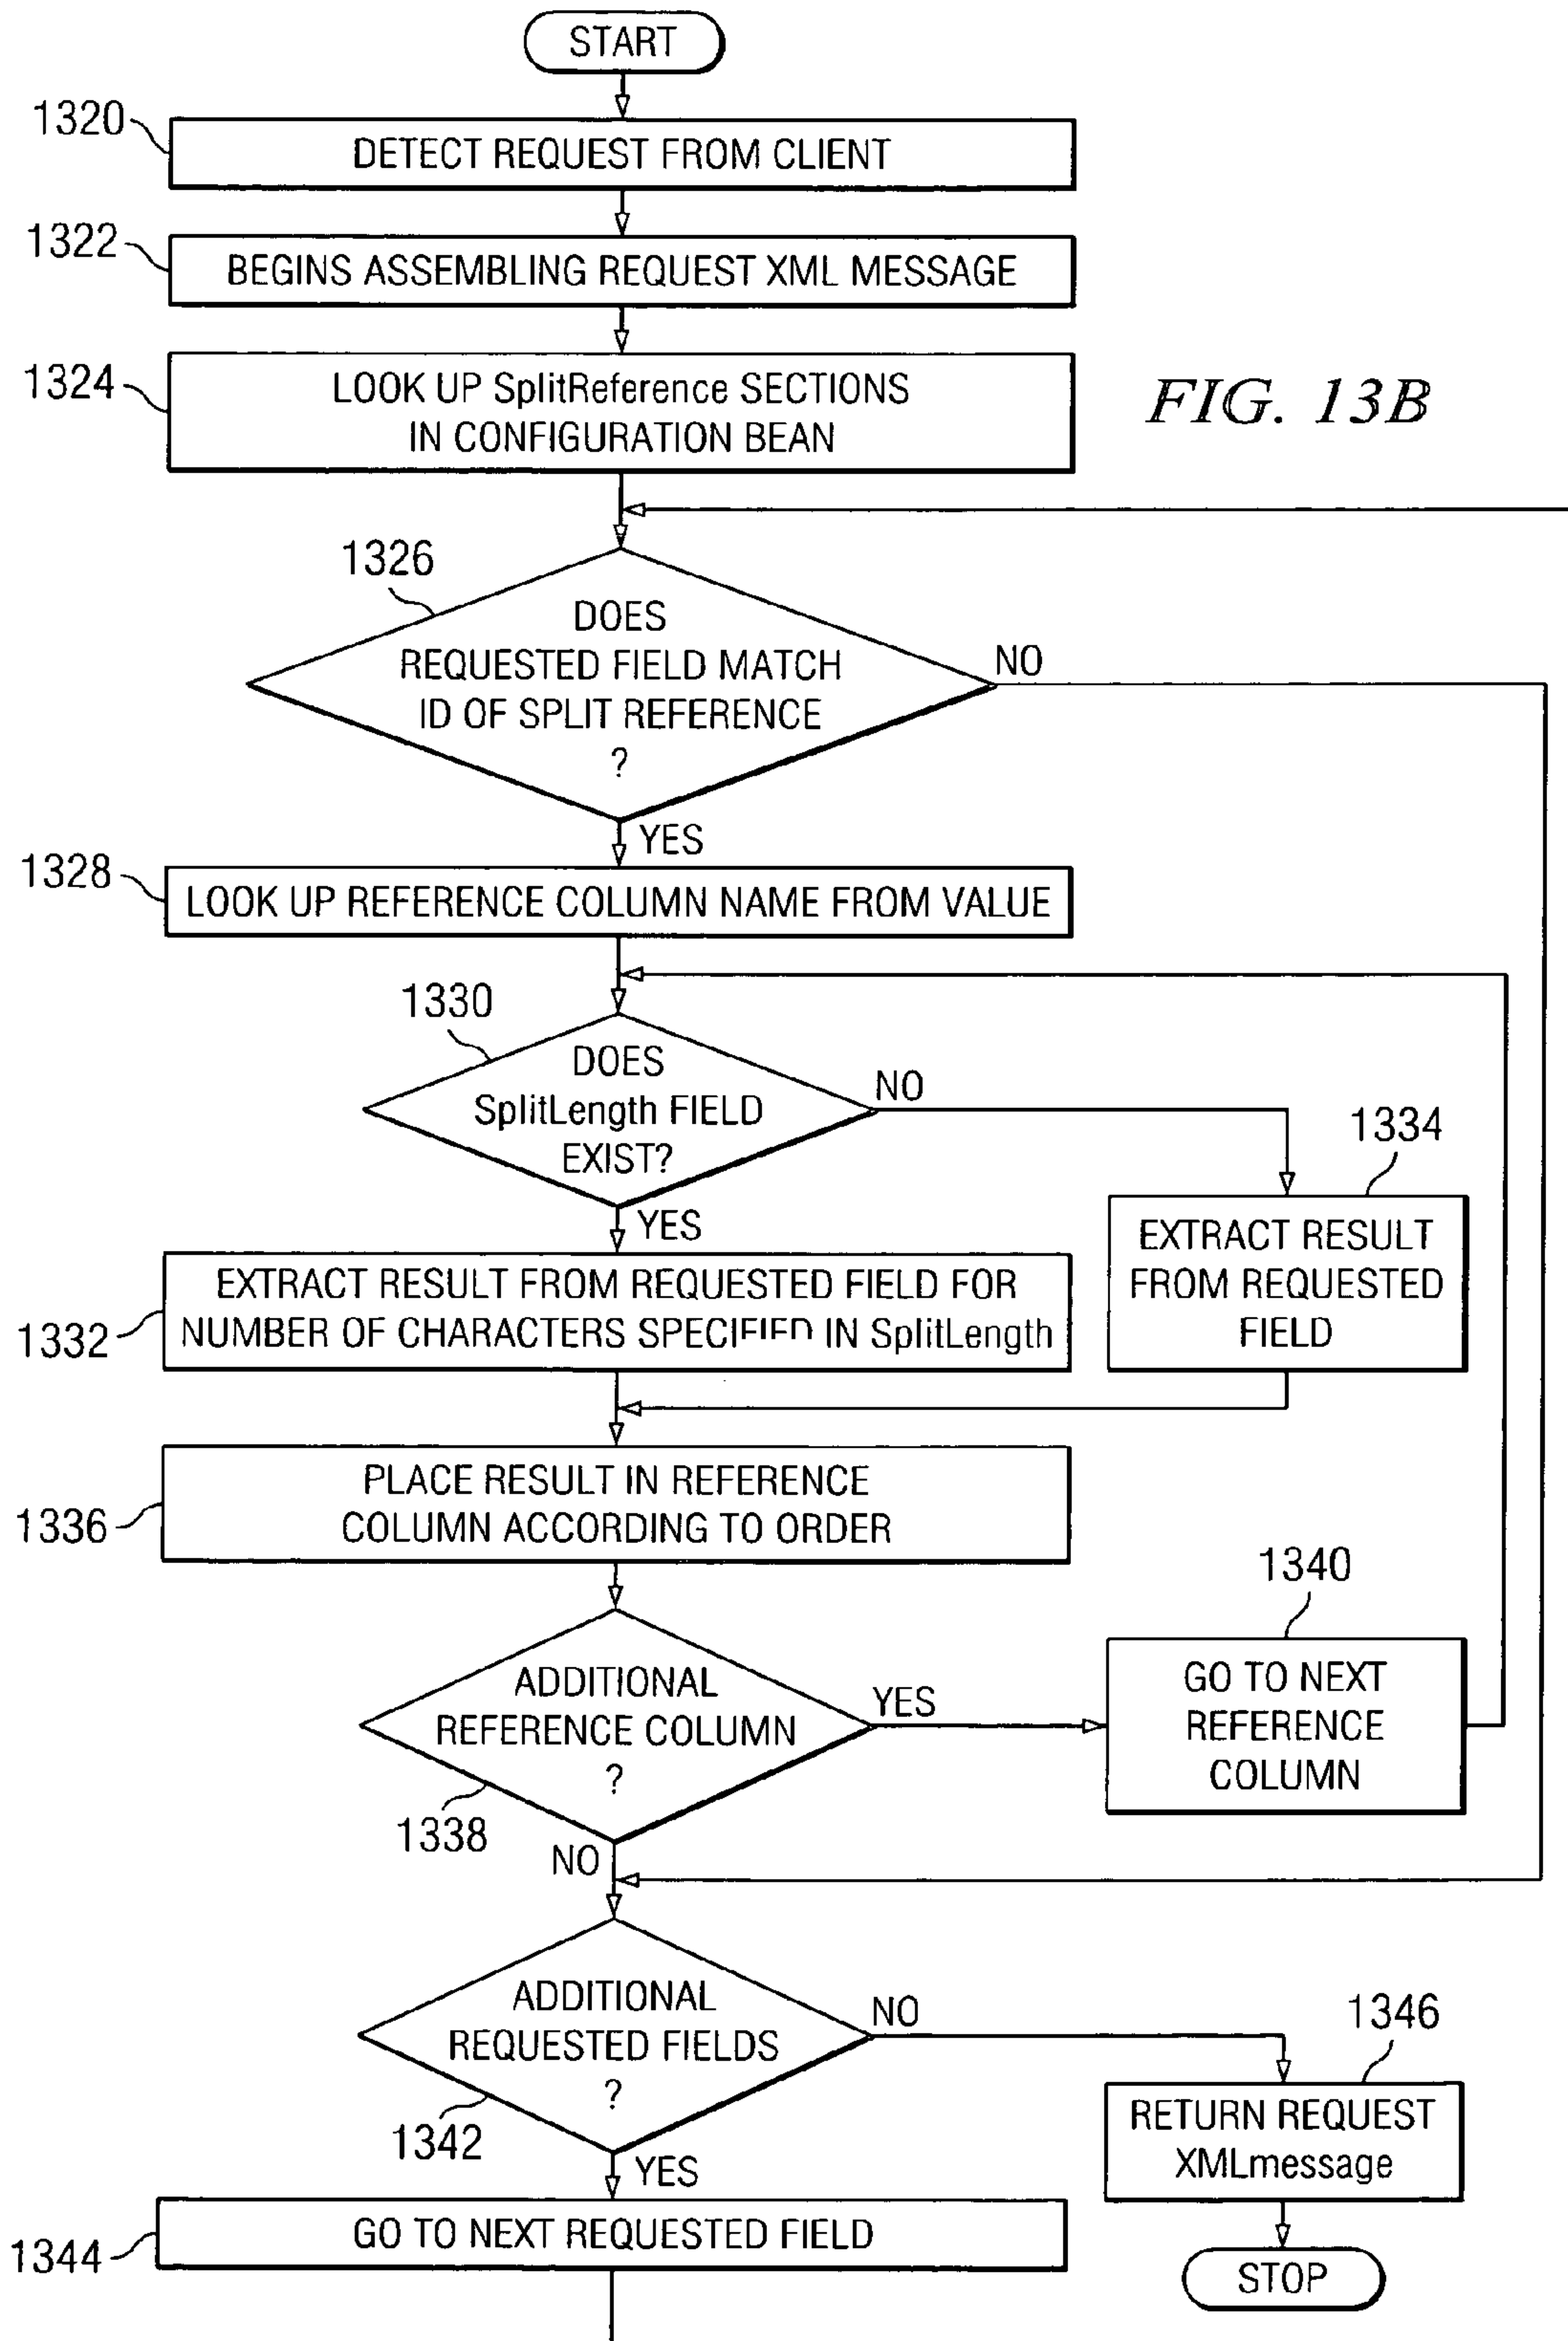 START
1320
DETECT REQUEST FROM CLIENT
1322
BEGINS ASSEMBLING REQUEST XML MESSAGE
1324
LOOK UP SplitReference SECTIONS
IN CONFIGURATION BEAN
FIG. 13B
1326
DOES
REQUESTED FIELD MATCH
ID OF SPLIT REFERENCE
?
NO
YES
1328
LOOK UP REFERENCE COLUMN NAME FROM VALUE
1330
DOES
SplitLength FIELD
EXIST?
NO
YES
1334
EXTRACT RESULT
FROM REQUESTED
FIELD
1332
EXTRACT RESULT FROM REQUESTED FIELD FOR
NUMBER OF CHARACTERS SPECIFIED IN SplitLength
1336
PLACE RESULT IN REFERENCE
COLUMN ACCORDING TO ORDER
1338
ADDITIONAL
REFERENCE COLUMN
?
YES
NO
1340
GO TO NEXT
REFERENCE
COLUMN
1342
ADDITIONAL
REQUESTED FIELDS
?
NO
YES
1346
RETURN REQUEST
XMLmessage
1344
GO TO NEXT REQUESTED FIELD
STOP